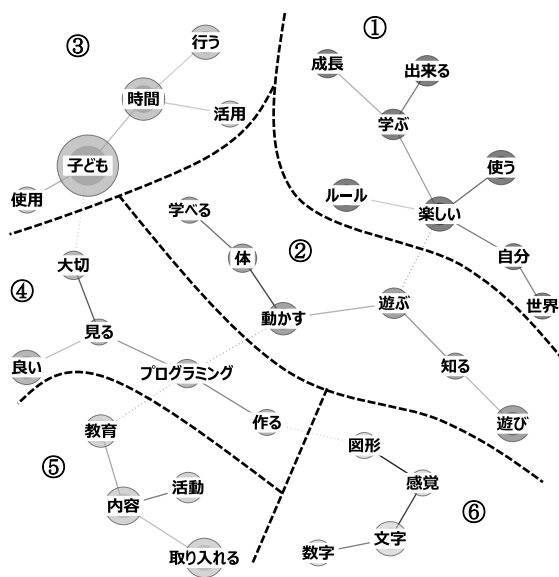 ①
成長
出来る
学ぶ
使う
ルール
楽しい
自分
世界
②
学べる
体
動かす
遊ぶ
知る
遊び
③
行う
時間
活用
子ども
使用
④
大切
見る
良い
プログラミング
作る
⑤
教育
活動
内容
取り入れる
⑥
図形
感覚
文字
数字